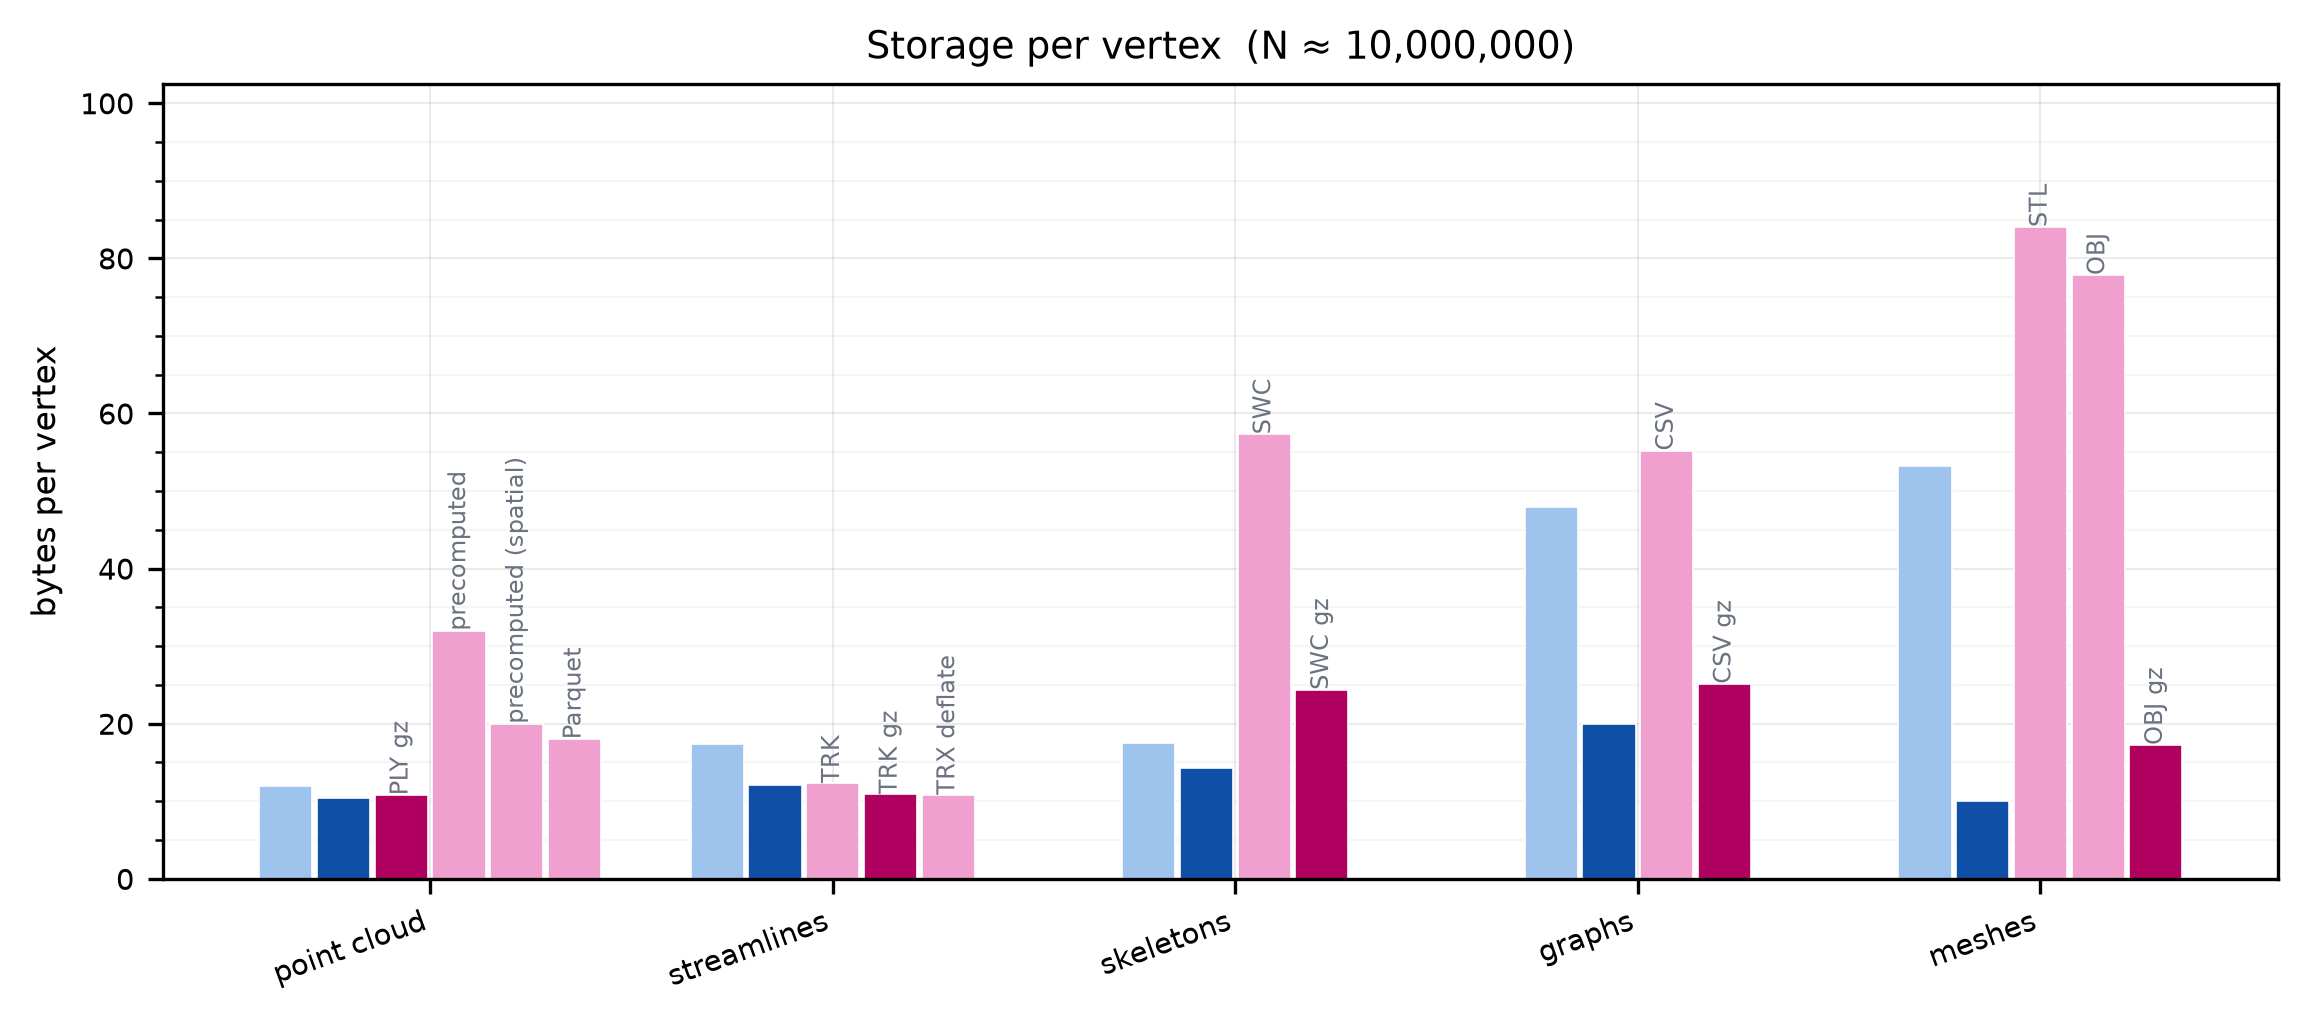 Storage per vertex (N ≈ 10,000,000)
bytes per vertex
100
80
60
40
20
0
PLY gz
precomputed
precomputed (spatial)
Parquet
TRK
TRK gz
TRX deflate
SWC
SWC gz
CSV
CSV gz
STL
OBJ
OBJ gz
point cloud
streamlines
skeletons
graphs
meshes